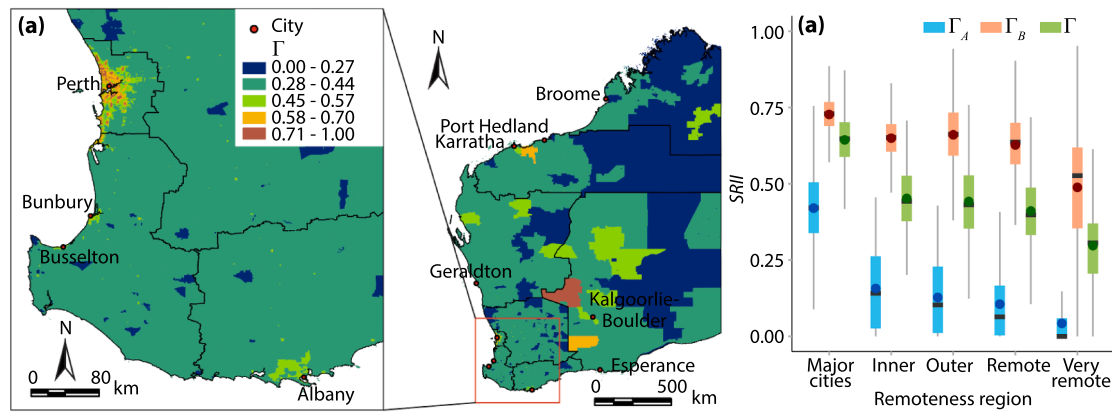 (a)
City
Γ
0.00 - 0.27
0.28 - 0.44
0.45 - 0.57
0.58 - 0.70
0.71 - 1.00
Perth
Bunbury
Busselton
Albany
N
0 80
km
N
Broome
Port Hedland
Karratha
Geraldton
Kalgoorlie-
Boulder
Esperance
0 500
km
(a)
Γ_A Γ_B Γ
SRII
1.00
0.75
0.50
0.25
0.00
Major
cities
Inner
Outer
Remote
Very
remote
Remoteness region